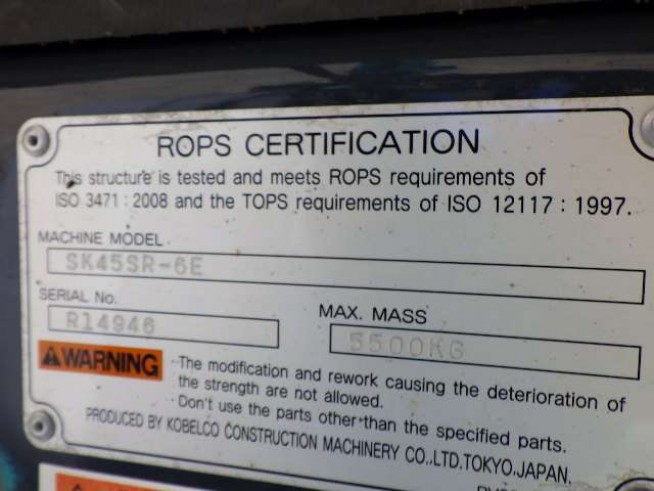 ROPS CERTIFICATION
This structure is tested and meets ROPS requirements of
ISO 3471 : 2008 and the TOPS requirements of ISO 12117 : 1997.
MACHINE MODEL
SK45SR-6E
SERIAL No.
R14946
MAX. MASS
5500KG
WARNING
·The modification and rework causing the deterioration of
the strength are not allowed.
·Don't use the parts other than the specified parts.
PRODUCED BY KOBELCO CONSTRUCTION MACHINERY CO.,LTD.TOKYO.JAPAN.